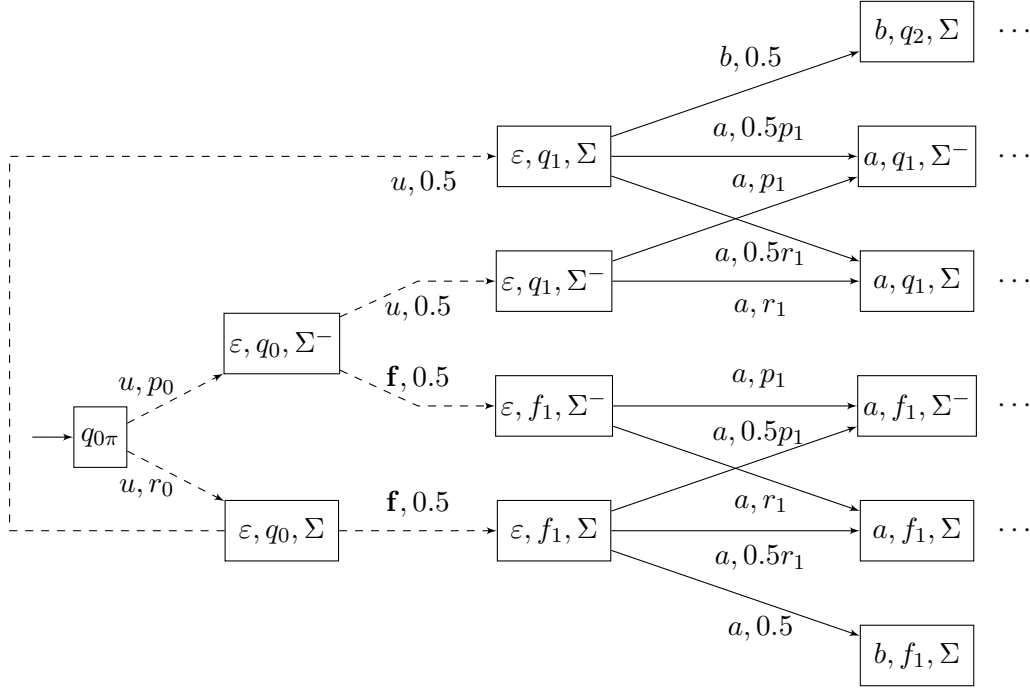 b, q₂, Σ ···
b, 0.5
a, 0.5p₁
ε, q₁, Σ
a, q₁, Σ⁻ ···
u, 0.5
a, p₁
a, 0.5r₁
ε, q₁, Σ⁻
a, q₁, Σ ···
u, 0.5
a, r₁
ε, q₀, Σ⁻
u, p₀
f, 0.5
a, p₁
ε, f₁, Σ⁻
a, f₁, Σ⁻ ···
q₀π
a, 0.5p₁
u, r₀
f, 0.5
a, r₁
ε, q₀, Σ
ε, f₁, Σ
a, f₁, Σ ···
a, 0.5r₁
a, 0.5
b, f₁, Σ ···